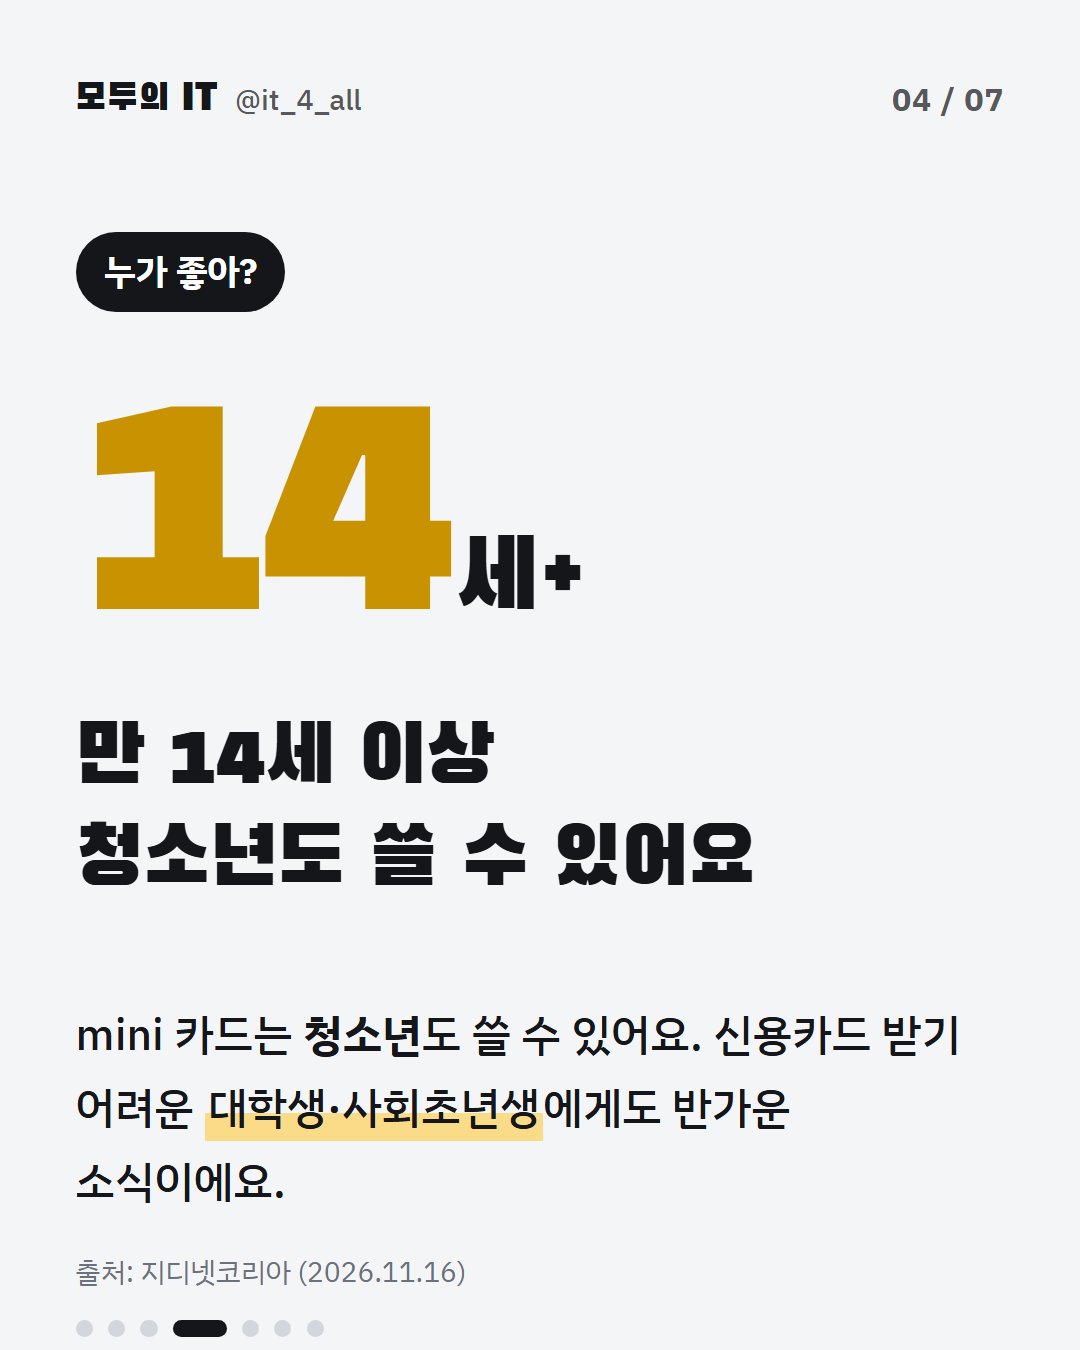 모두의 IT @it_4_all
04 / 07
누가 좋아?
14세+
만 14세 이상
청소년도 쓸 수 있어요
mini 카드는 청소년도 쓸 수 있어요. 신용카드 받기
어려운 대학생·사회초년생에게도 반가운
소식이에요.
출처: 지디넷코리아 (2026.11.16)